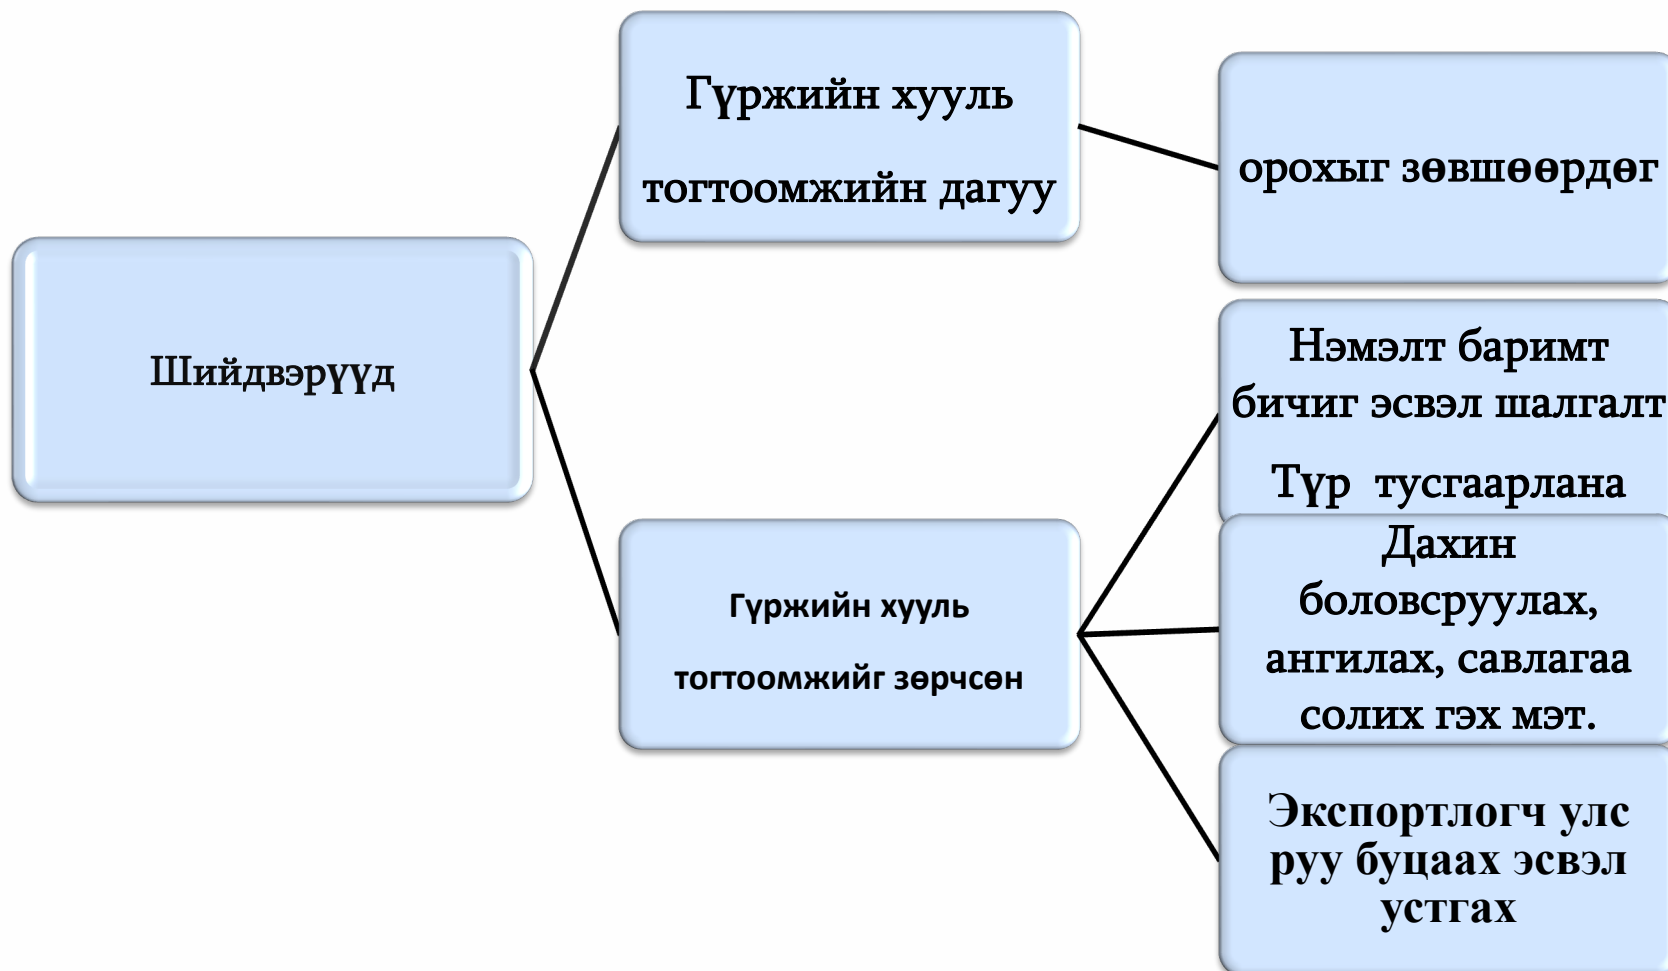 Шийдвэрүүд
Гүржийн хууль
тогтоомжийн дагуу
орохыг зөвшөөрдөг
Гүржийн хууль
тогтоомжийг зөрчсөн
Нэмэлт баримт
бичиг эсвэл шалгалт
Түр тусгаарлана
Дахин
боловсруулах,
ангилах, савлагаа
солих гэх мэт.
Экспортлогч улс
руу буцаах эсвэл
устгах